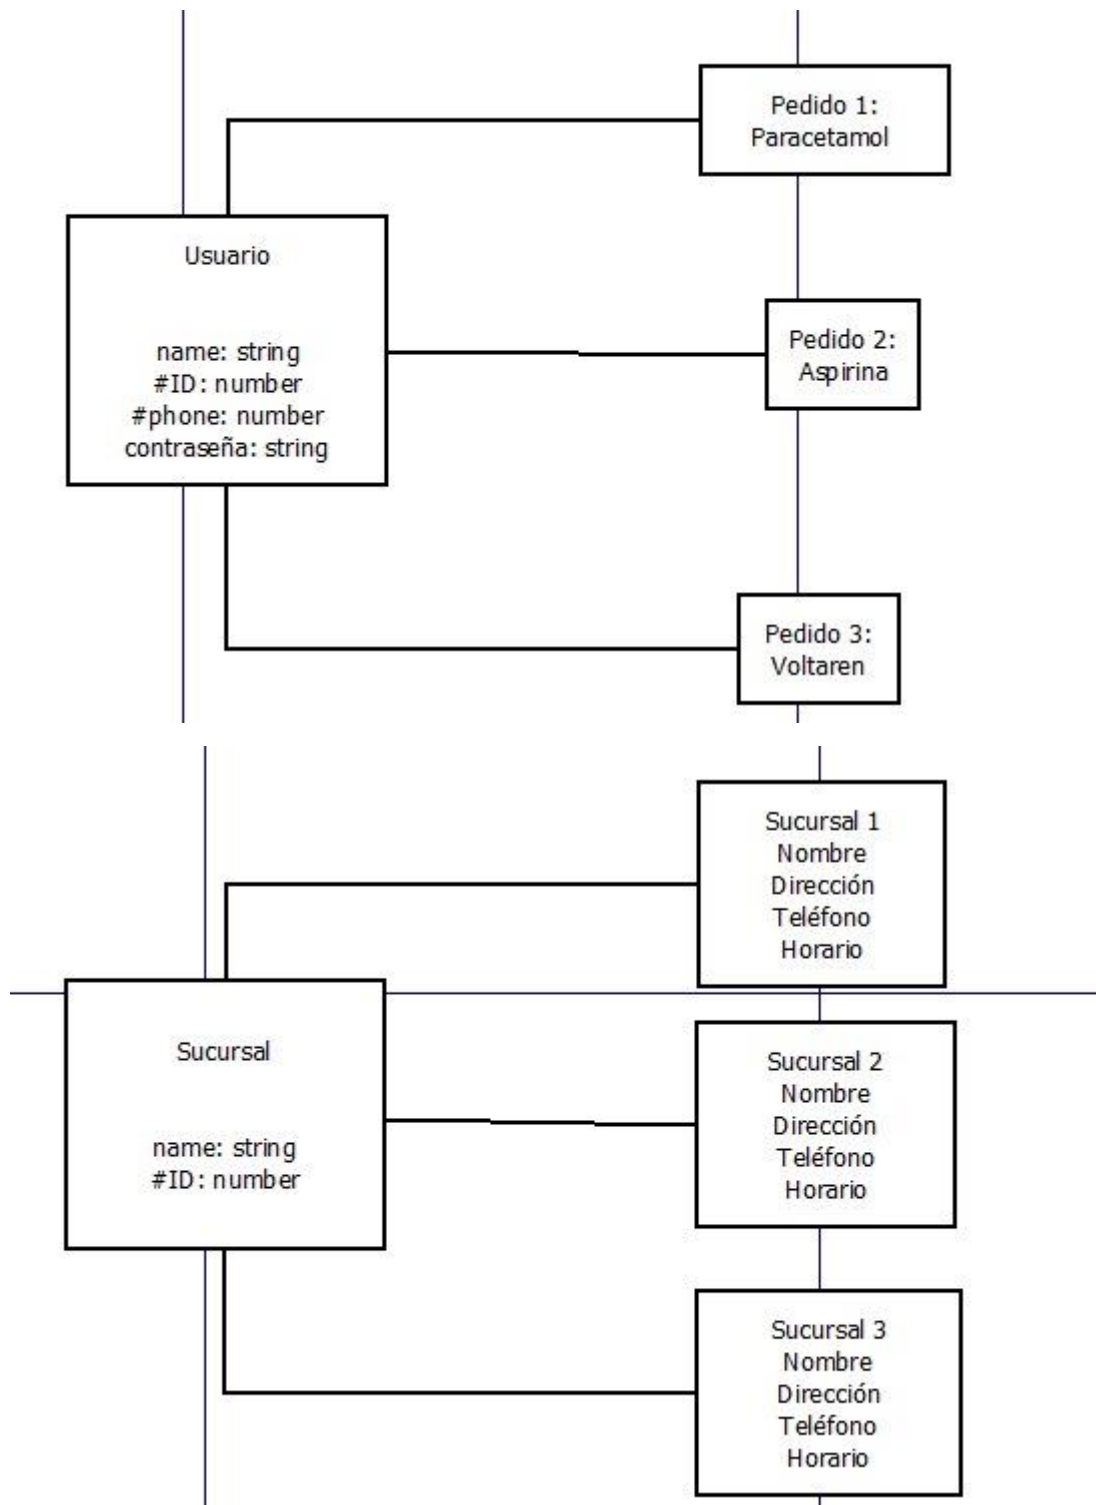 Pedido 1:
Paracetamol
Usuario
name: string
#ID: number
#phone: number
contraseña: string
Pedido 2:
Aspirina
Pedido 3:
Voltaren
Sucursal 1
Nombre
Dirección
Teléfono
Horario
Sucursal
name: string
#ID: number
Sucursal 2
Nombre
Dirección
Teléfono
Horario
Sucursal 3
Nombre
Dirección
Teléfono
Horario